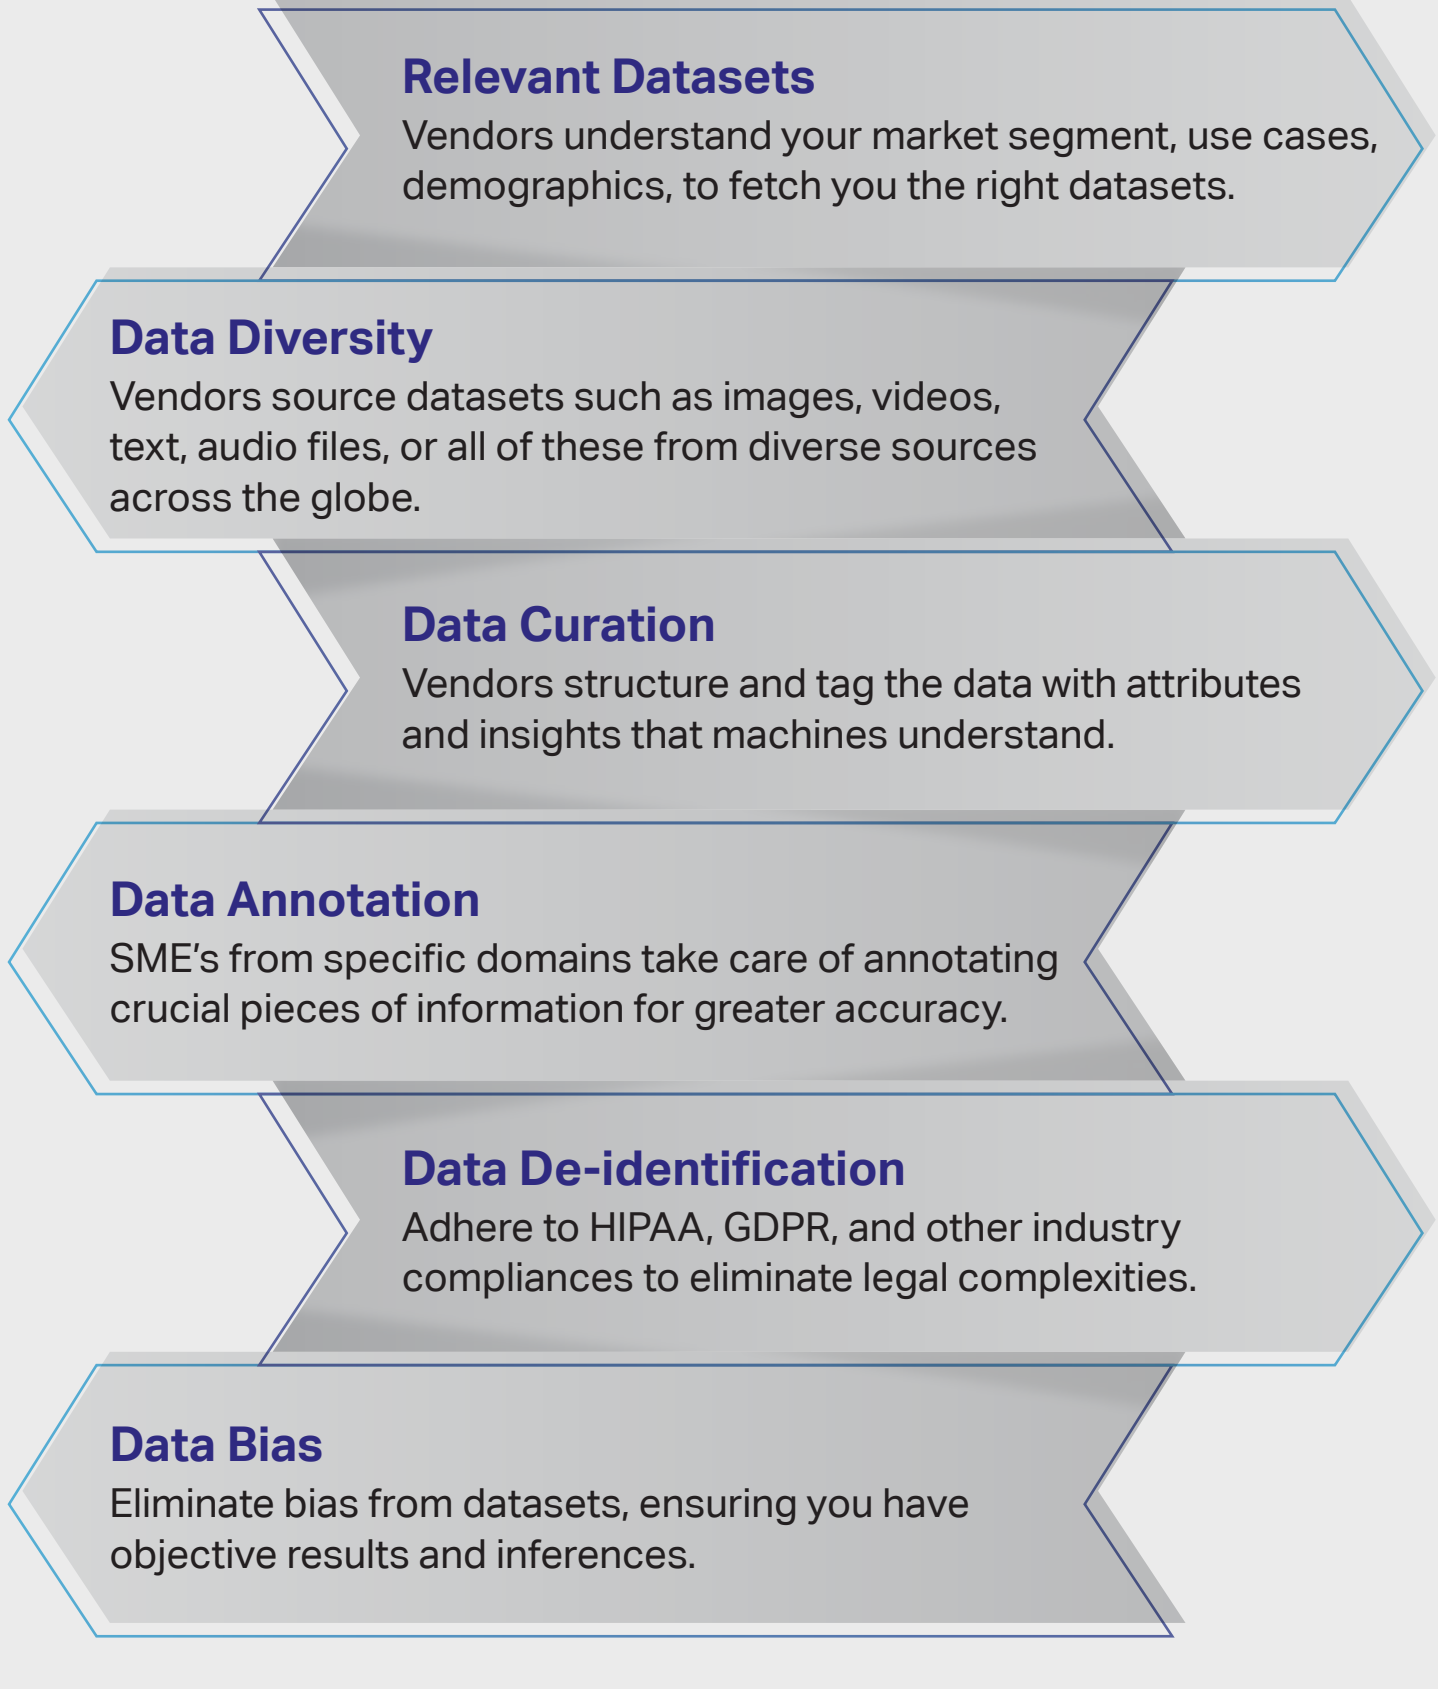 Relevant Datasets
Vendors understand your market segment, use cases,
demographics, to fetch you the right datasets.
Data Diversity
Vendors source datasets such as images, videos,
text, audio files, or all of these from diverse sources
across the globe.
Data Curation
Vendors structure and tag the data with attributes
and insights that machines understand.
Data Annotation
SME’s from specific domains take care of annotating
crucial pieces of information for greater accuracy.
Data De-identification
Adhere to HIPAA, GDPR, and other industry
compliances to eliminate legal complexities.
Data Bias
Eliminate bias from datasets, ensuring you have
objective results and inferences.